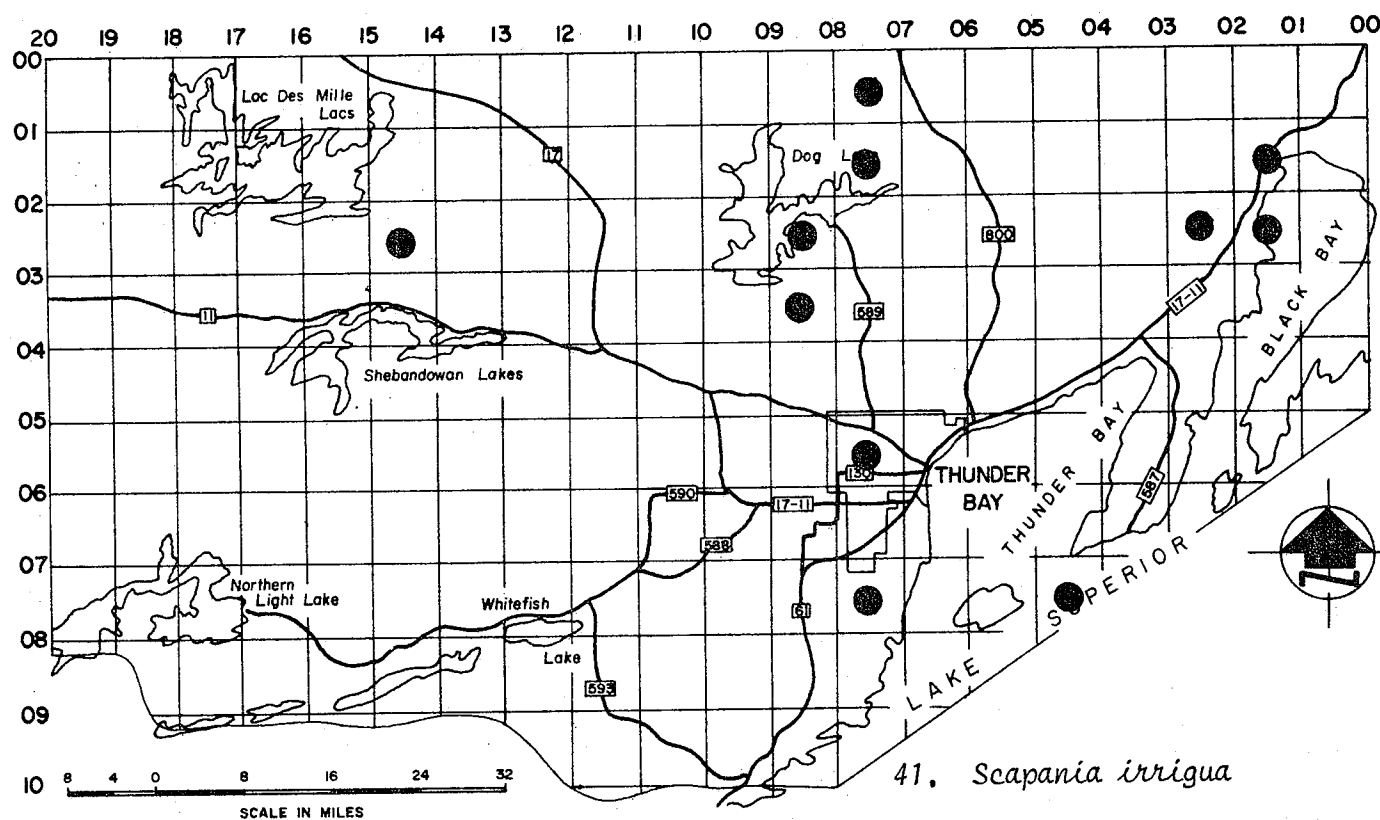 20 19 18 17 16 15 14 13 12 11 10 09 08 07 06 05 04 03 02 01 00
00
Lac Des Mille
Lacs
01
17
Dog L
02
800
BLACK BAY
03
11
589
17-11
04
Shebandowan Lakes
05
THUNDER BAY
130
THUNDER
BAY
06
590
17-11
587
588
07
Northern
Light Lake
Whitefish
61
LAKE SUPERIOR
08
Lake
593
09
10
41. Scapania irrigua
8 4 0 8 16 24 32
SCALE IN MILES
N